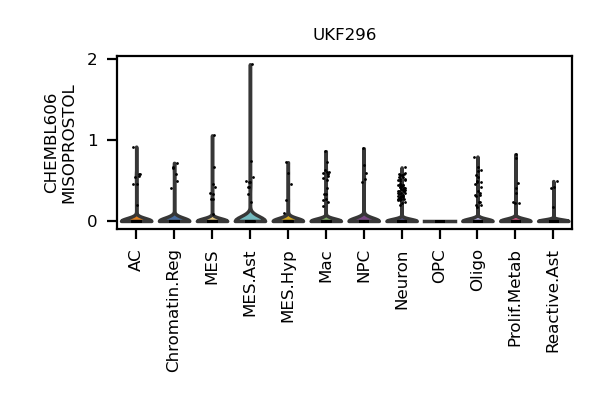 UKF296
CHEMBL606
MISOPROSTOL
2
1
0
AC
Chromatin.Reg
MES
MES.Ast
MES.Hyp
Mac
NPC
Neuron
OPC
Oligo
Prolif.Metab
Reactive.Ast